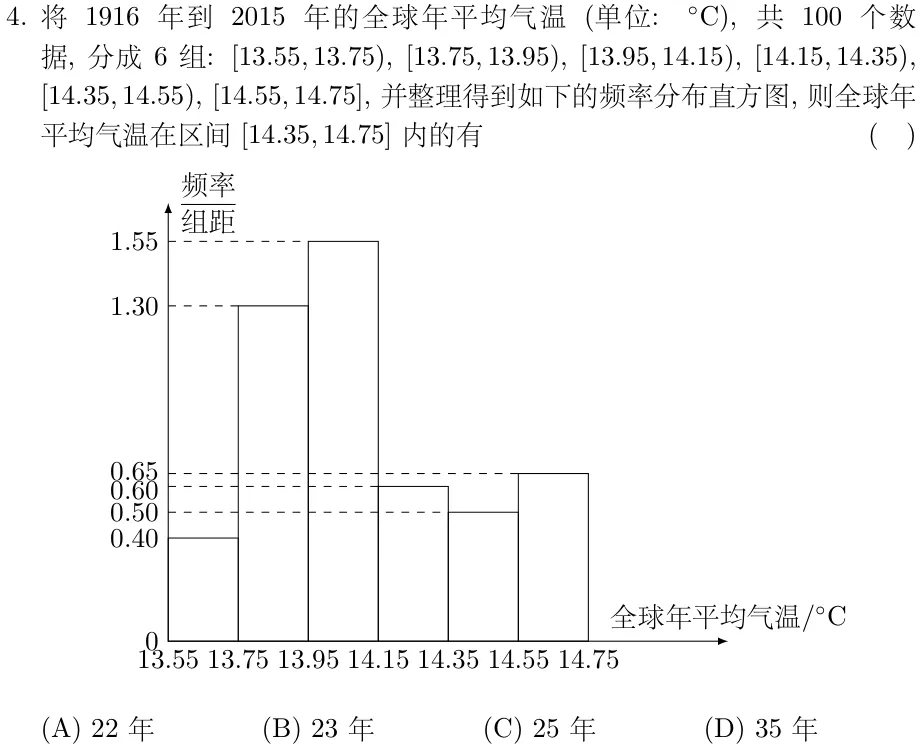 4. 将 1916 年到 2015 年的全球年平均气温 (单位: °C), 共 100 个数
据, 分成 6 组: [13.55, 13.75), [13.75, 13.95), [13.95, 14.15), [14.15, 14.35),
[14.35, 14.55), [14.55, 14.75], 并整理得到如下的频率分布直方图, 则全球年
平均气温在区间 [14.35, 14.75] 内的有 ( )
频率
组距
1.55
1.30
0.65
0.60
0.50
0.40
全球年平均气温/°C
0
13.55 13.75 13.95 14.15 14.35 14.55 14.75
(A) 22 年 (B) 23 年 (C) 25 年 (D) 35 年